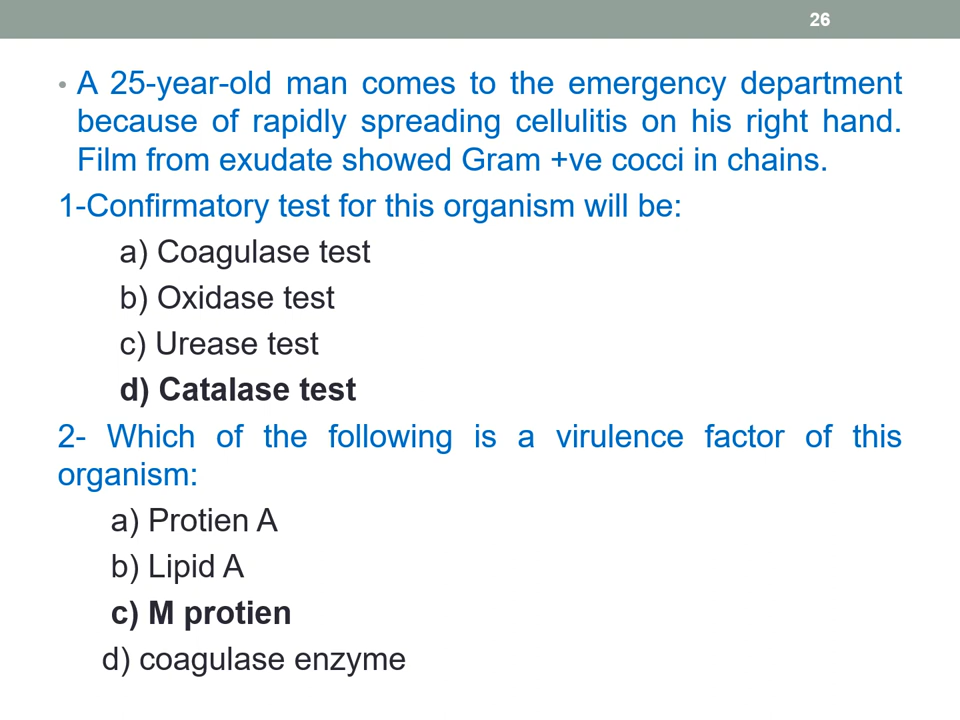 26
• A 25-year-old man comes to the emergency department
because of rapidly spreading cellulitis on his right hand.
Film from exudate showed Gram +ve cocci in chains.
1-Confirmatory test for this organism will be:
a) Coagulase test
b) Oxidase test
c) Urease test
d) Catalase test
2- Which of the following is a virulence factor of this
organism:
a) Protien A
b) Lipid A
c) M protien
d) coagulase enzyme